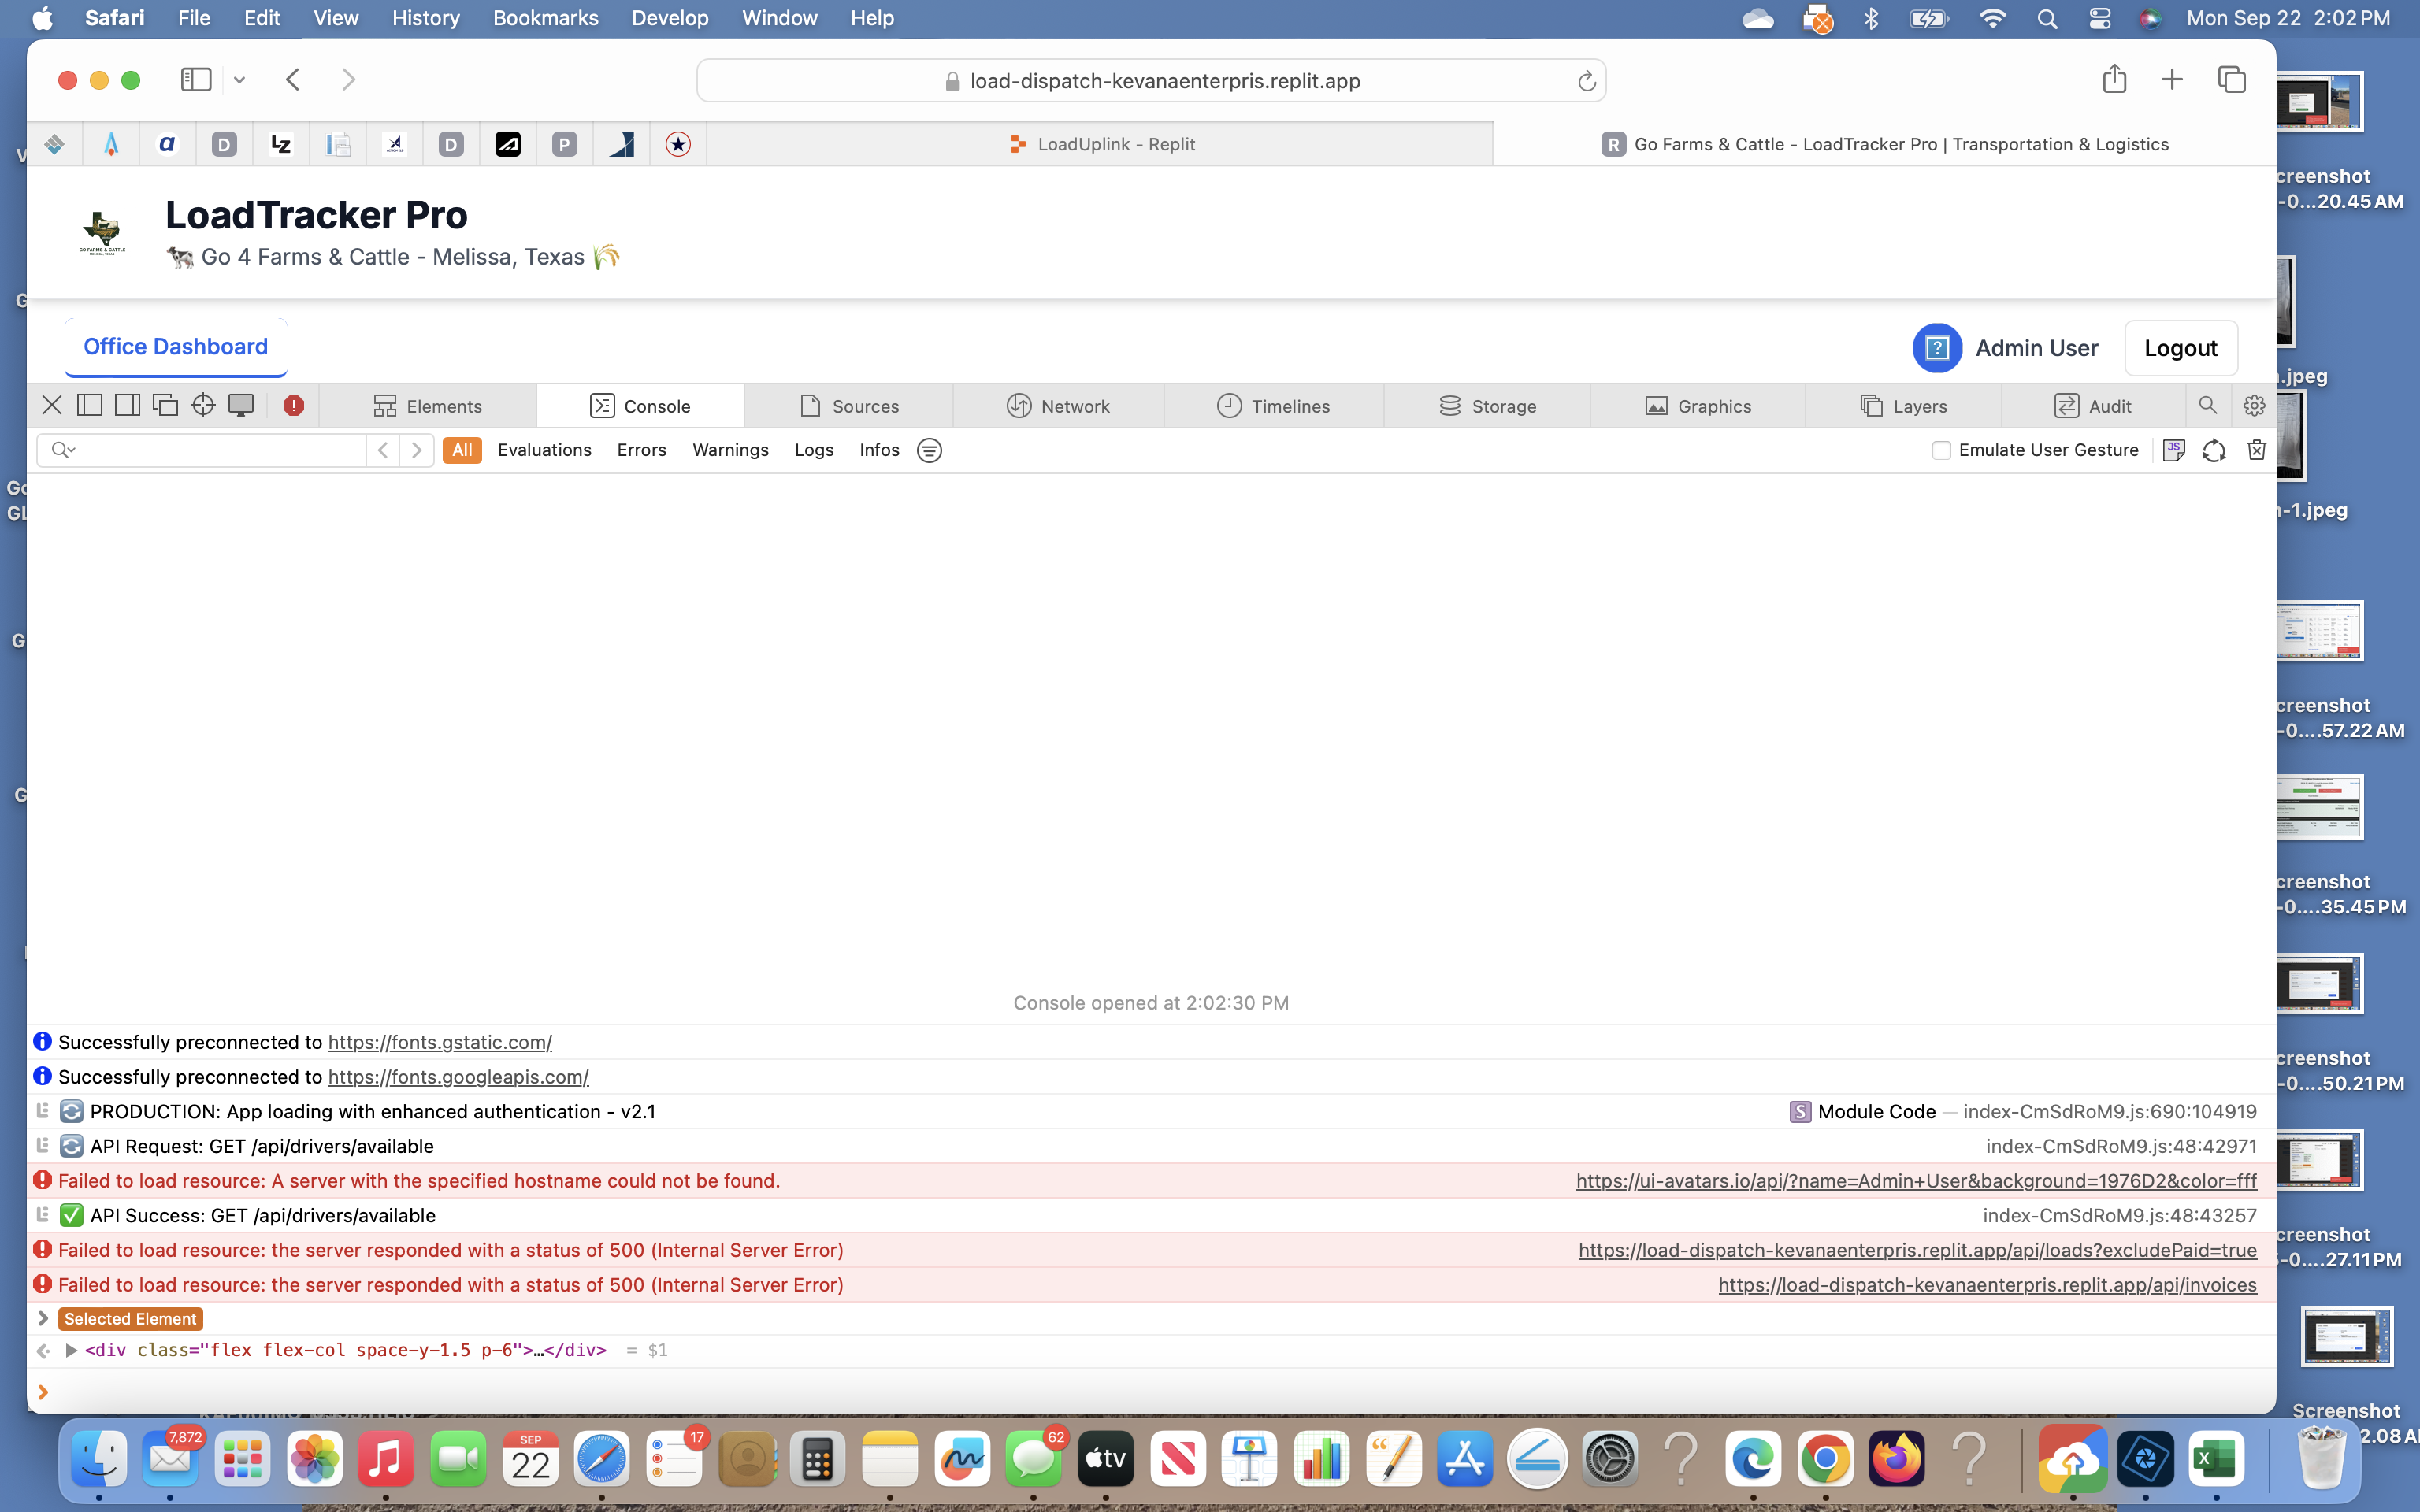 Safari File Edit View History Bookmarks Develop Window Help Mon Sep 22 2:02 PM
load-dispatch-kevanaenterpris.replit.app
a D LZ D P LoadUplink - Replit R Go Farms & Cattle - LoadTracker Pro | Transportation & Logistics
LoadTracker Pro
GO FARMS & CATTLE
Go 4 Farms & Cattle - Melissa, Texas
Office Dashboard
? Admin User Logout
Elements Console Sources Network Timelines Storage Graphics Layers Audit
All Evaluations Errors Warnings Logs Infos Emulate User Gesture JS
Console opened at 2:02:30 PM
Successfully preconnected to https://fonts.gstatic.com/
Successfully preconnected to https://fonts.googleapis.com/
PRODUCTION: App loading with enhanced authentication - v2.1 S Module Code — index-CmSdRoM9.js:690:104919
API Request: GET /api/drivers/available index-CmSdRoM9.js:48:42971
Failed to load resource: A server with the specified hostname could not be found. https://ui-avatars.io/api/?name=Admin+User&background=1976D2&color=fff
API Success: GET /api/drivers/available index-CmSdRoM9.js:48:43257
Failed to load resource: the server responded with a status of 500 (Internal Server Error) https://load-dispatch-kevanaenterpris.replit.app/api/loads?excludePaid=true
Failed to load resource: the server responded with a status of 500 (Internal Server Error) https://load-dispatch-kevanaenterpris.replit.app/api/invoices
Selected Element
<div class="flex flex-col space-y-1.5 p-6">…</div> = $1
creenshot
-0...20.45 AM
.jpeg
-1.jpeg
creenshot
-0....57.22 AM
creenshot
-0....35.45 PM
creenshot
-0....50.21 PM
creenshot
-0....27.11 PM
Screenshot
2.08 A
7,872
SEP
22
17
62
tv
X